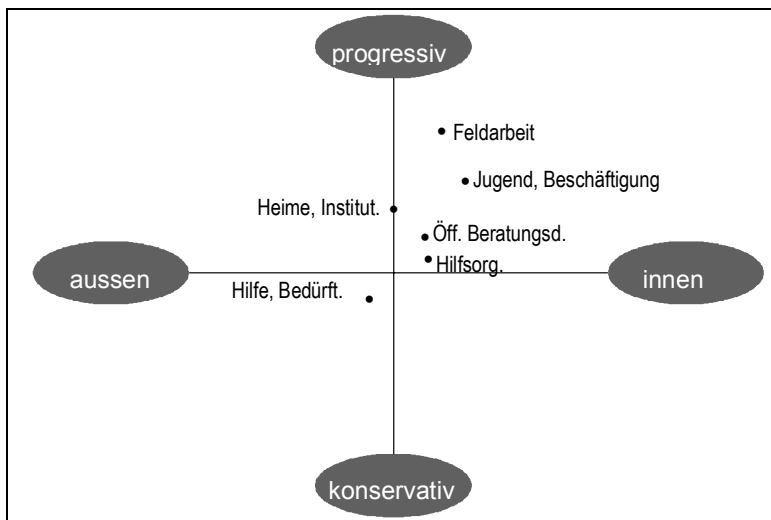 progressiv
Feldarbeit
Jugend, Beschäftigung
Heime, Institut.
Öff. Beratungsd.
Hilfsorg.
aussen
innen
Hilfe, Bedürft.
konservativ